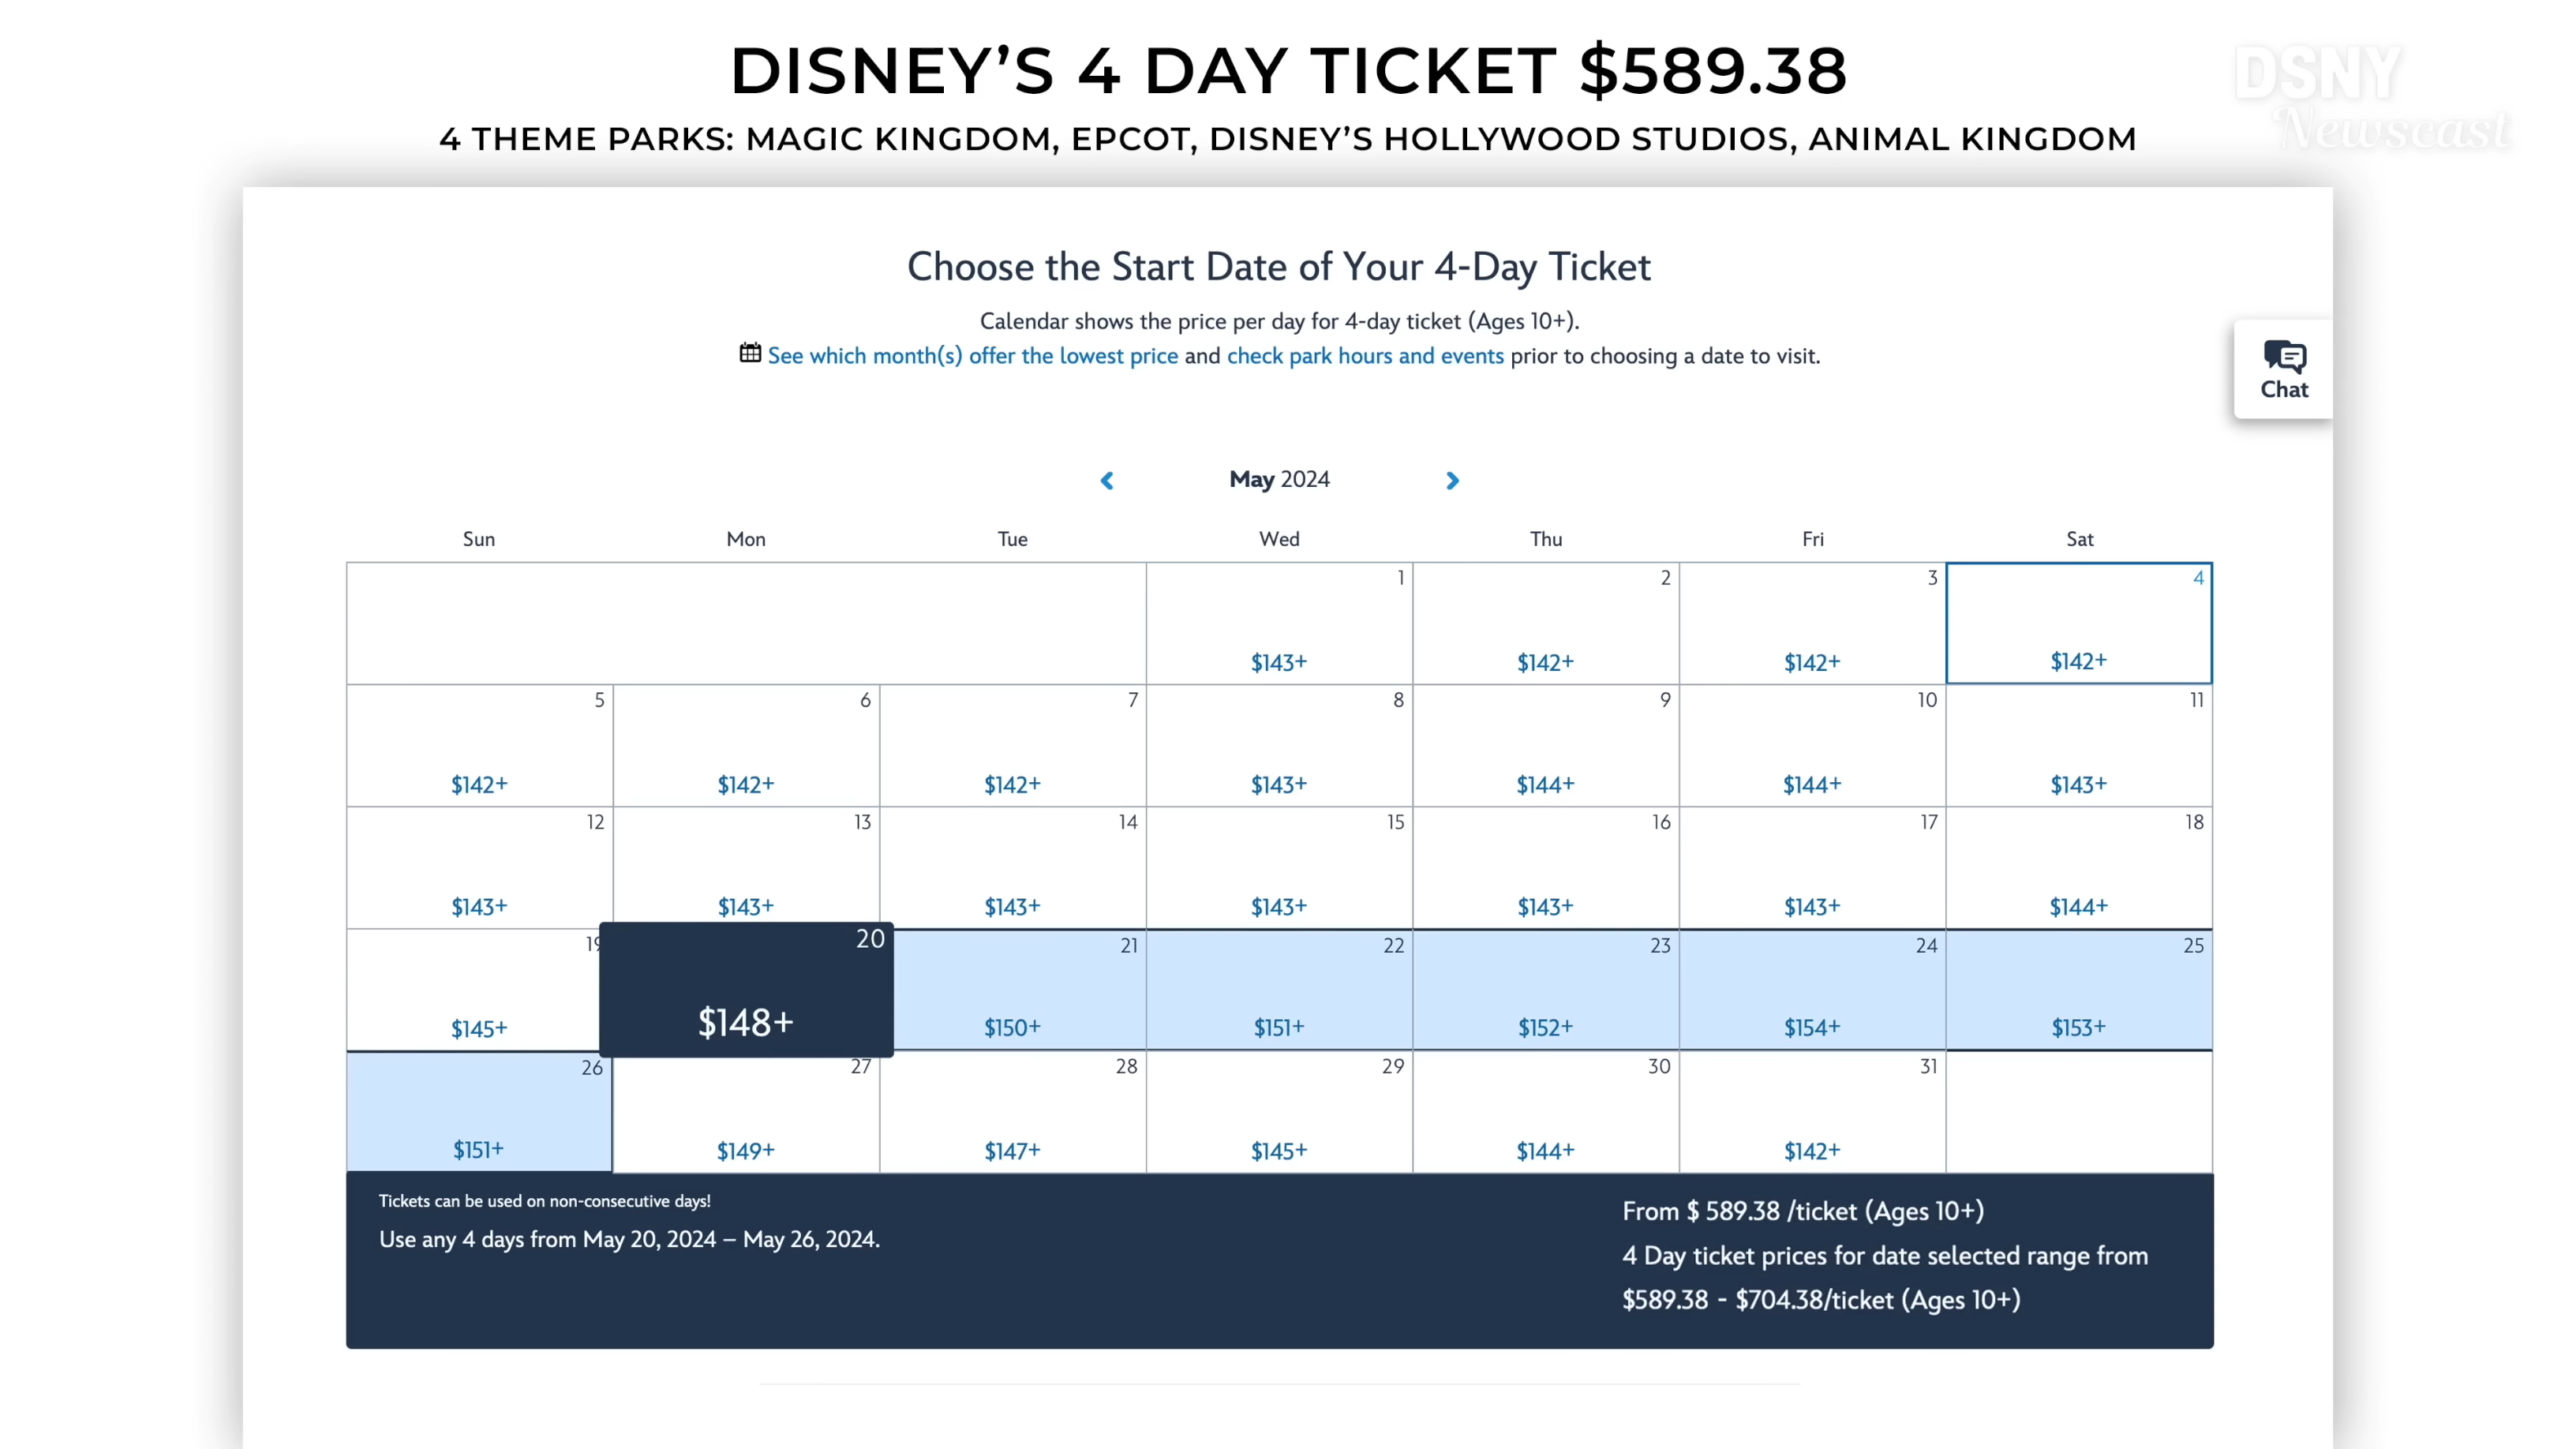 DISNEY’S 4 DAY TICKET $589.38
4 THEME PARKS: MAGIC KINGDOM, EPCOT, DISNEY’S HOLLYWOOD STUDIOS, ANIMAL KINGDOM
DSNY
Newscast
Choose the Start Date of Your 4-Day Ticket
Calendar shows the price per day for 4-day ticket (Ages 10+).
See which month(s) offer the lowest price and check park hours and events prior to choosing a date to visit.
Chat
May 2024
Sun Mon Tue Wed Thu Fri Sat
1 2 3 4
$143+ $142+ $142+ $142+
5 6 7 8 9 10 11
$142+ $142+ $142+ $143+ $144+ $144+ $143+
12 13 14 15 16 17 18
$143+ $143+ $143+ $143+ $143+ $143+ $144+
19 20 21 22 23 24 25
$145+ $148+ $150+ $151+ $152+ $154+ $153+
26 27 28 29 30 31
$151+ $149+ $147+ $145+ $144+ $142+
Tickets can be used on non-consecutive days!
Use any 4 days from May 20, 2024 – May 26, 2024.
From $ 589.38 /ticket (Ages 10+)
4 Day ticket prices for date selected range from
$589.38 - $704.38/ticket (Ages 10+)